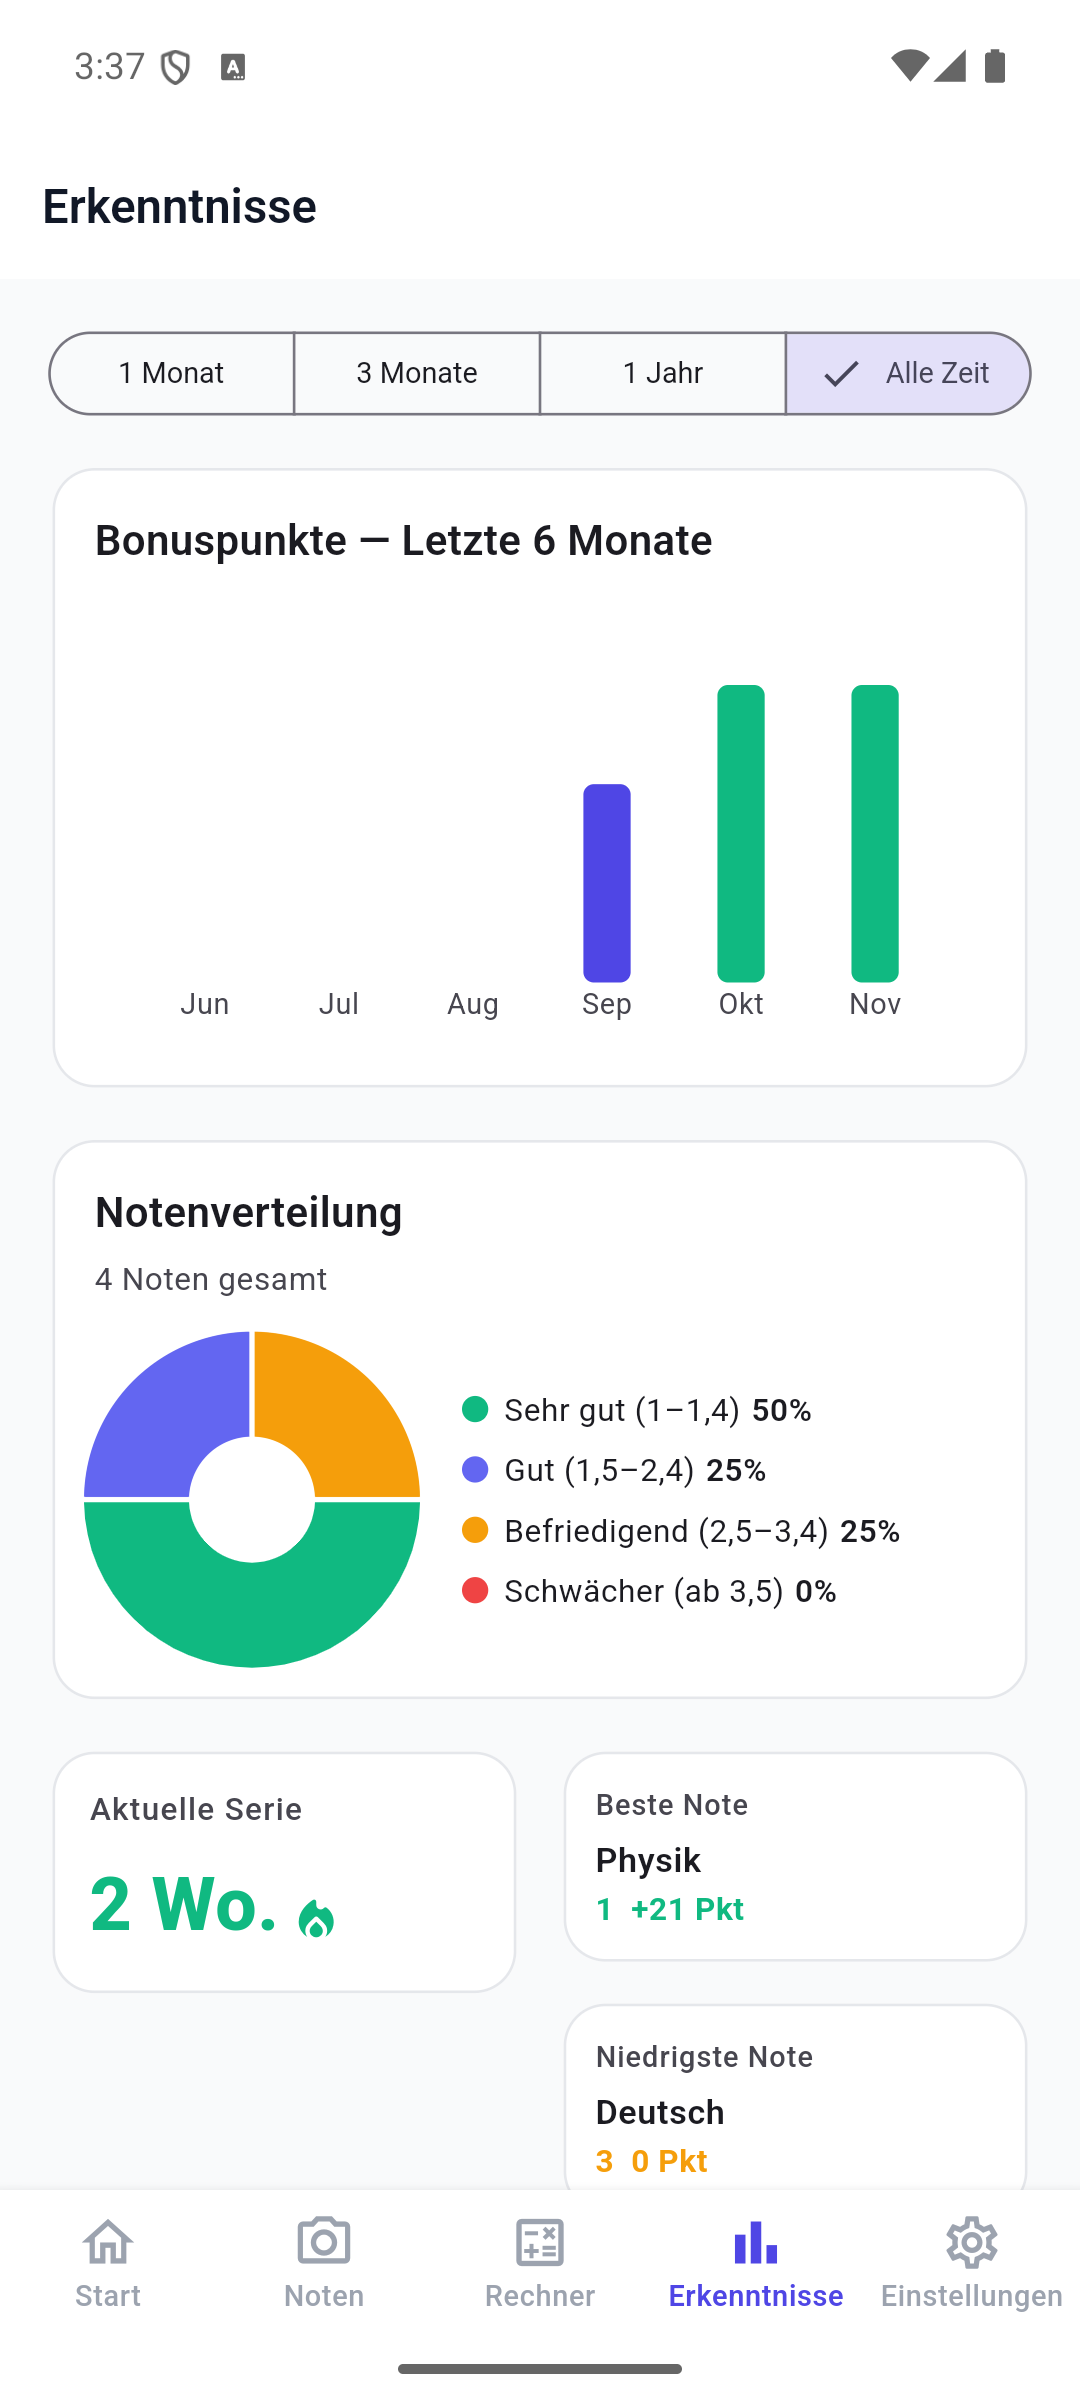 3:37
Erkenntnisse
1 Monat
3 Monate
1 Jahr
Alle Zeit
Bonuspunkte — Letzte 6 Monate
Jun
Jul
Aug
Sep
Okt
Nov
Notenverteilung
4 Noten gesamt
Sehr gut (1–1,4) 50%
Gut (1,5–2,4) 25%
Befriedigend (2,5–3,4) 25%
Schwächer (ab 3,5) 0%
Aktuelle Serie
2 Wo.
Beste Note
Physik
1 +21 Pkt
Niedrigste Note
Deutsch
3 0 Pkt
Start
Noten
Rechner
Erkenntnisse
Einstellungen